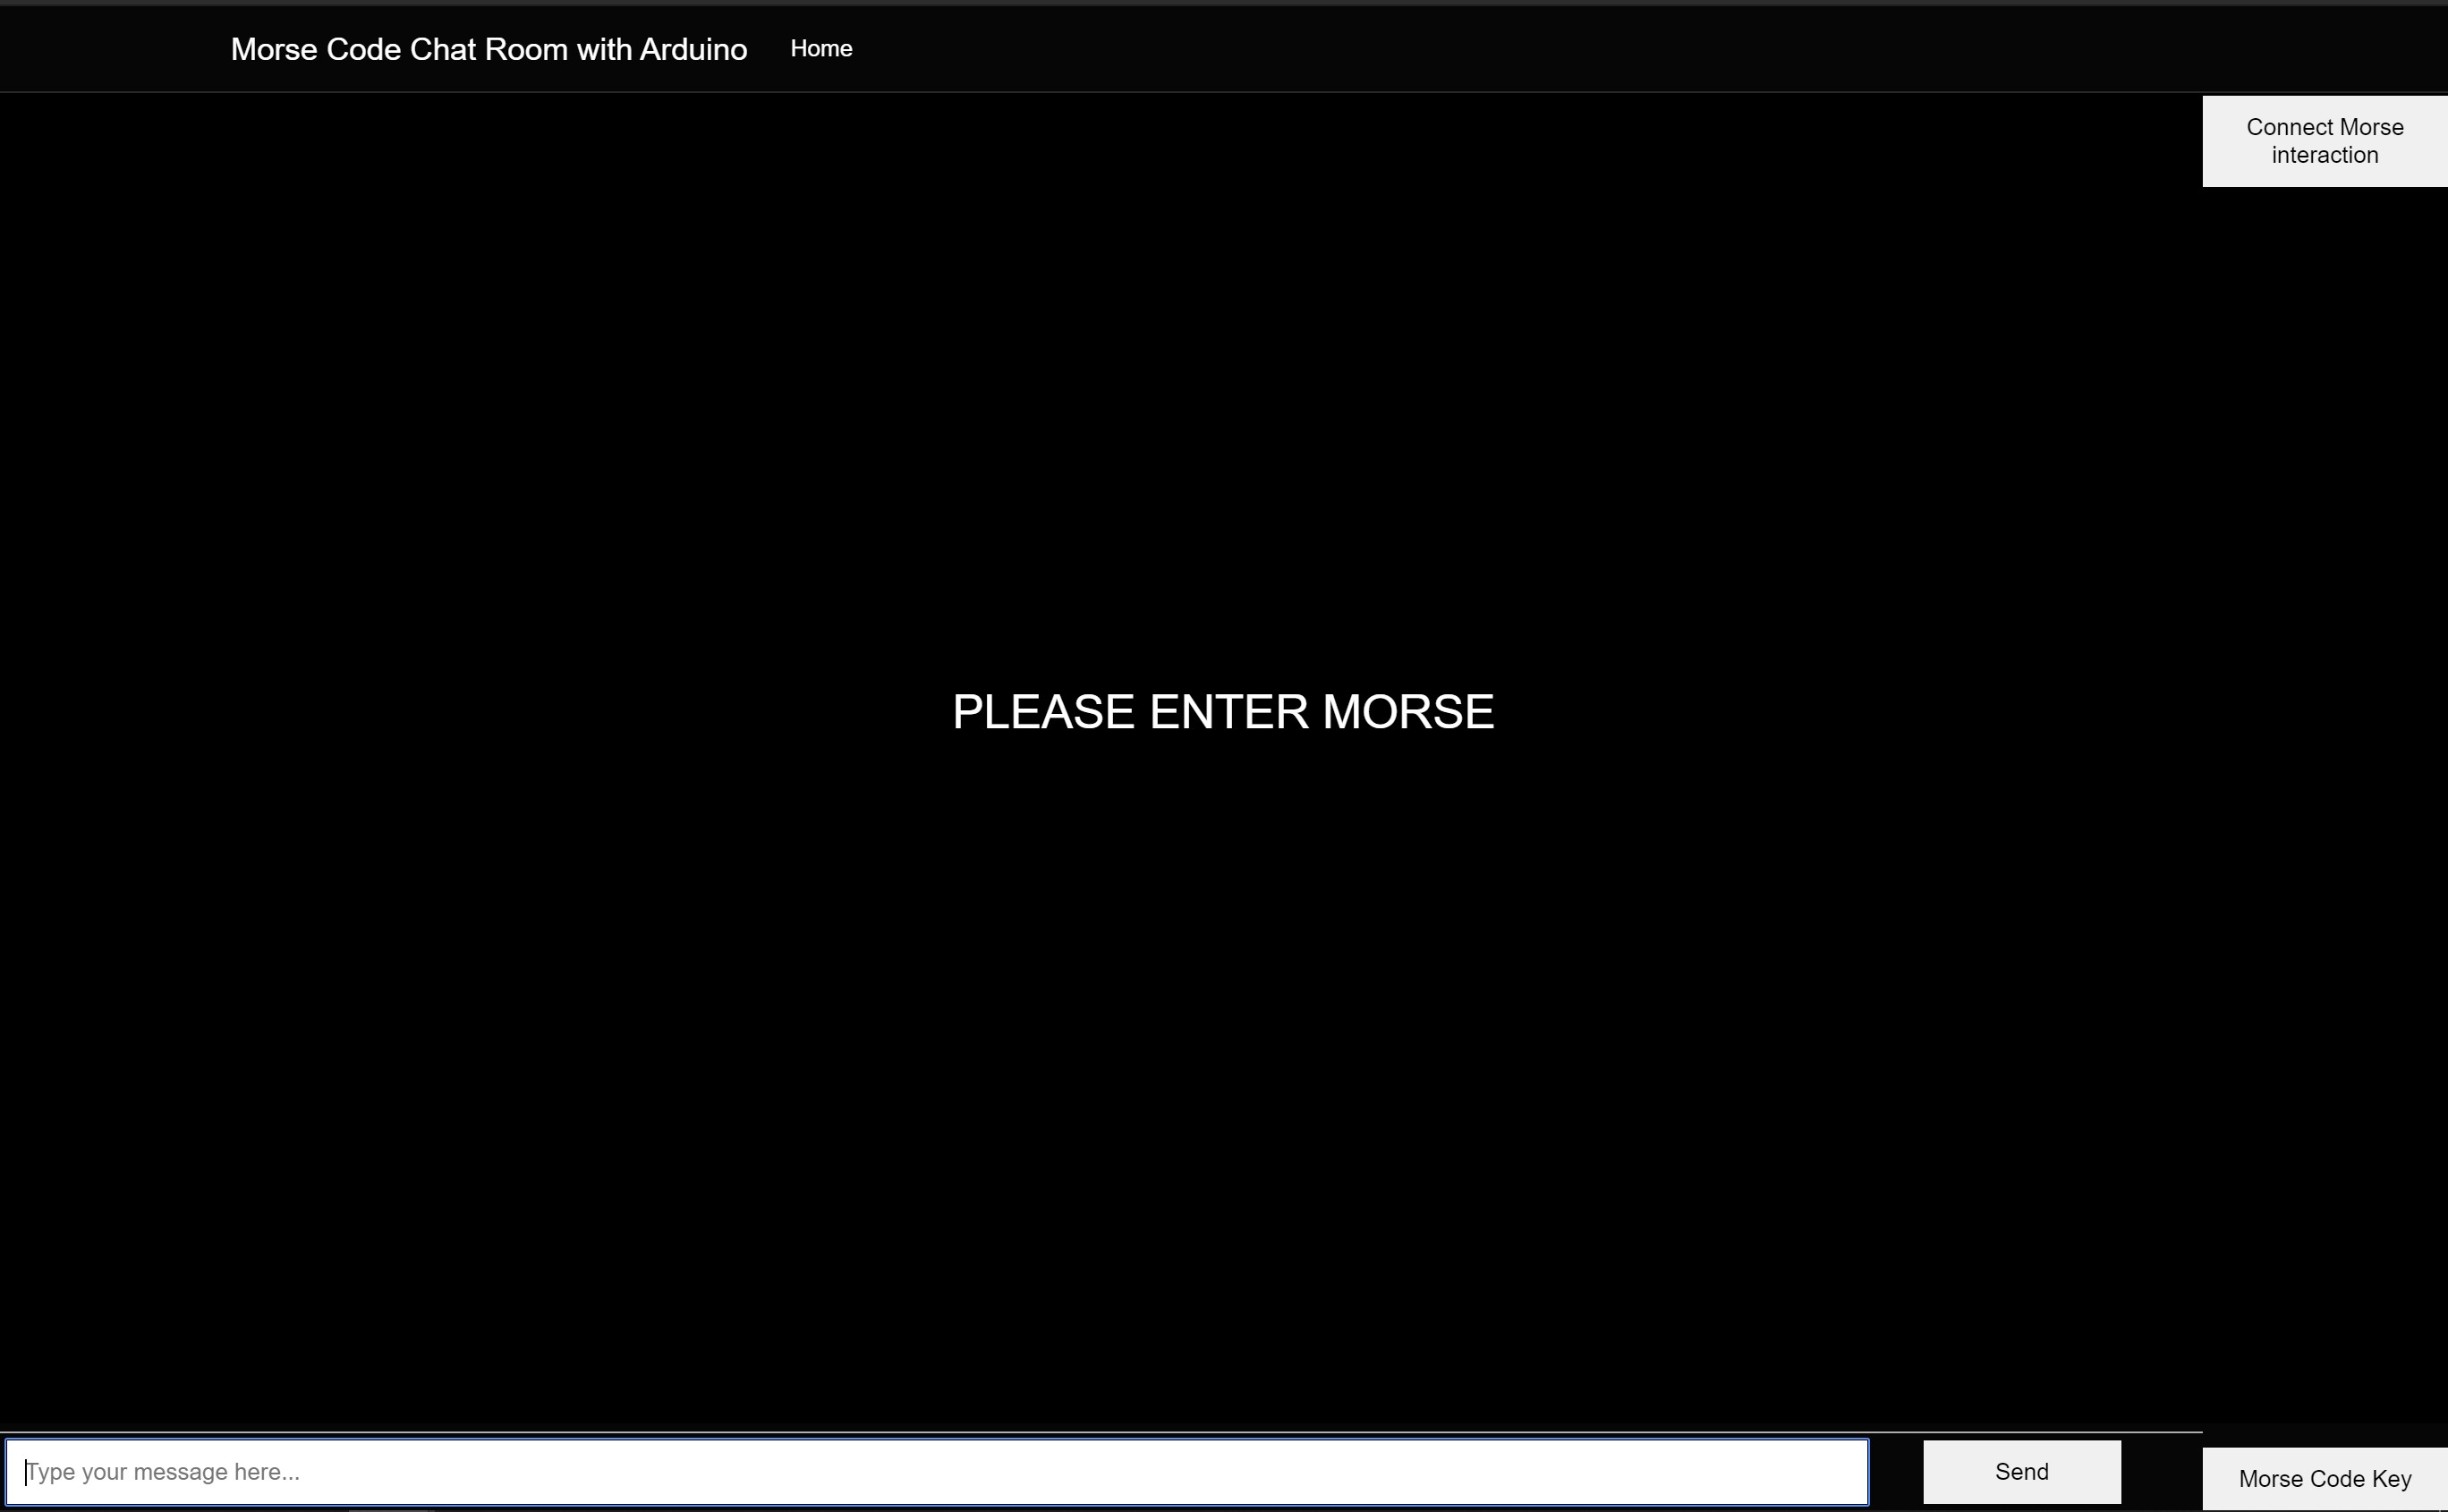 Morse Code Chat Room with Arduino Home
Connect Morse
interaction
PLEASE ENTER MORSE
Type your message here...
Send
Morse Code Key